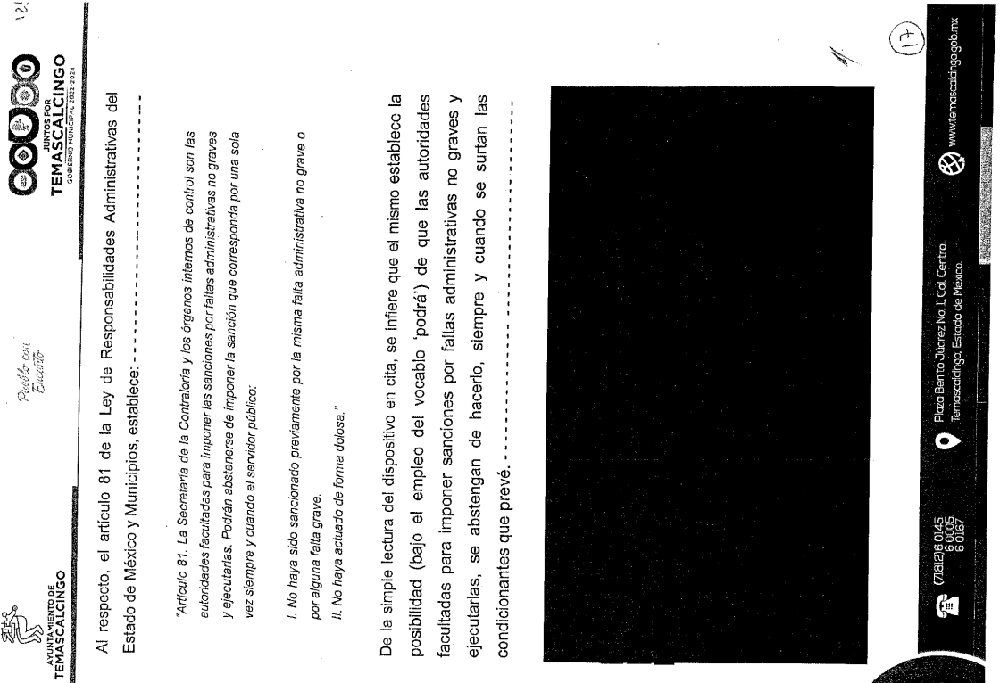 AYUNTAMIENTO DE
TEMASCALCINGO
Pueblo con
Encanto
JUNTOS POR
TEMASCALCINGO
GOBIERNO MUNICIPAL 2022-2024
Al respecto, el artículo 81 de la Ley de Responsabilidades Administrativas del
Estado de México y Municipios, establece: - - - - - - - - - - - - - - - - - - - - - - - - - - - - - - - -
“Artículo 81. La Secretaría de la Contraloría y los órganos internos de control son las
autoridades facultadas para imponer las sanciones por faltas administrativas no graves
y ejecutarlas. Podrán abstenerse de imponer la sanción que corresponda por una sola
vez siempre y cuando el servidor público:
I. No haya sido sancionado previamente por la misma falta administrativa no grave o
por alguna falta grave.
II. No haya actuado de forma dolosa.”
De la simple lectura del dispositivo en cita, se infiere que el mismo establece la
posibilidad (bajo el empleo del vocablo ‘podrá’) de que las autoridades
facultadas para imponer sanciones por faltas administrativas no graves y
ejecutarlas, se abstengan de hacerlo, siempre y cuando se surtan las
condicionantes que prevé. - - - - - - - - - - - - - - - - - - - - - - - - - - - - - - - - - - - - - - - - - -
17
(718)126 0145
6 0005
6 0167
Plaza Benito Juárez No.1, Col. Centro.
Temascalcingo, Estado de México.
www.temascalcingo.gob.mx